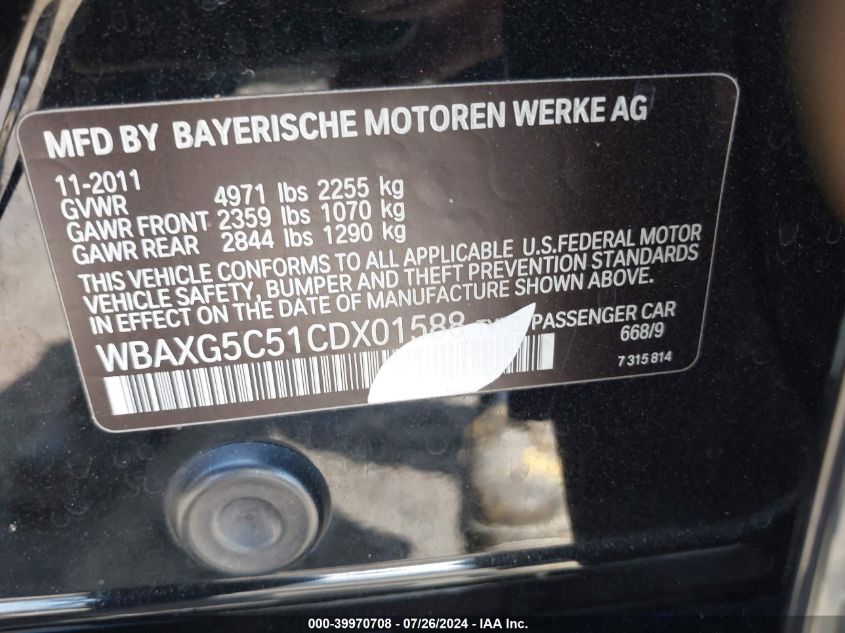 MFD BY BAYERISCHE MOTOREN WERKE AG
11-2011
GVWR 4971 lbs 2255 kg
GAWR FRONT 2359 lbs 1070 kg
GAWR REAR 2844 lbs 1290 kg
THIS VEHICLE CONFORMS TO ALL APPLICABLE U.S.FEDERAL MOTOR
VEHICLE SAFETY, BUMPER AND THEFT PREVENTION STANDARDS
IN EFFECT ON THE DATE OF MANUFACTURE SHOWN ABOVE.
WBAXG5C51CDX01588 PASSENGER CAR
668/9
7 315 814
000-39970708 - 07/26/2024 - IAA Inc.